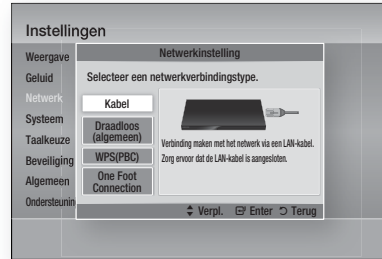 Instellingen
Weergave
Geluid
Netwerk
Systeem
Taalkeuze
Beveiliging
Algemeen
Ondersteunin
Netwerkinstelling
Selecteer een netwerkverbindingstype.
Kabel
Draadloos
(algemeen)
WPS(PBC)
One Foot
Connection
Verbinding maken met het netwerk via een LAN-kabel.
Zorg ervoor dat de LAN-kabel is aangesloten.
Verpl. Enter Terug